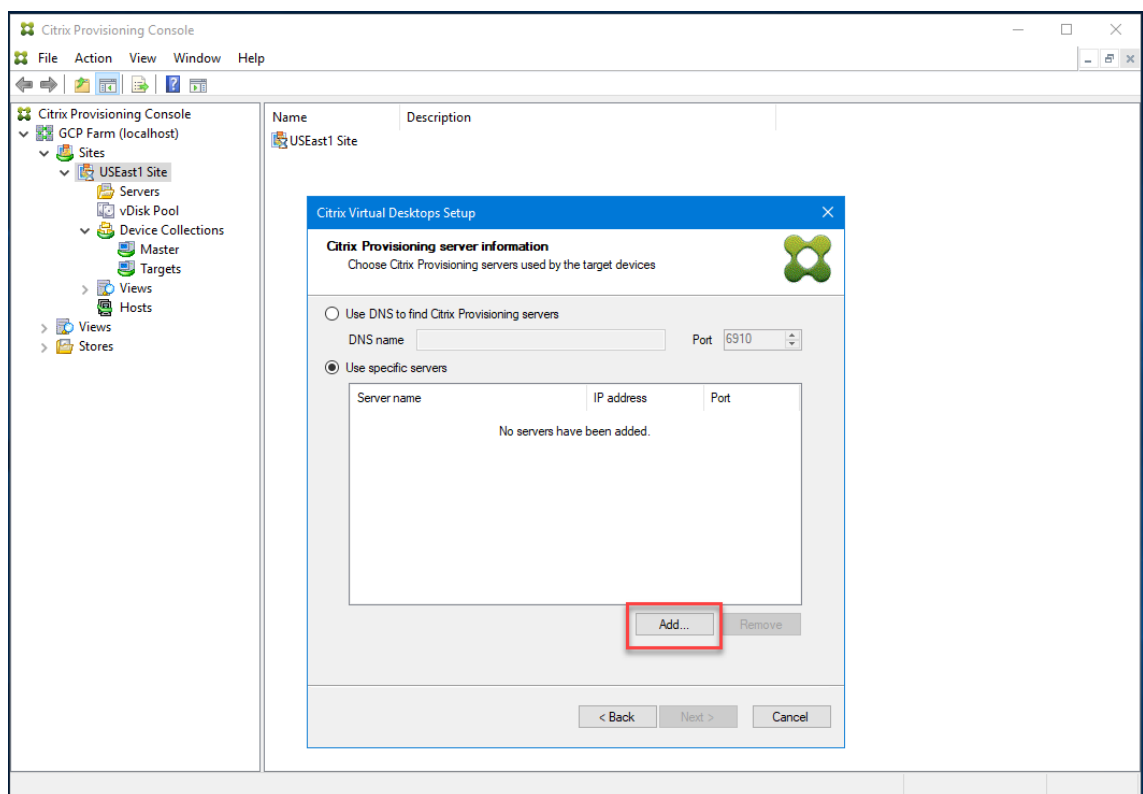 Citrix Provisioning Console
File Action View Window Help
Citrix Provisioning Console
GCP Farm (localhost)
Sites
USEast1 Site
Servers
vDisk Pool
Device Collections
Master
Targets
Views
Hosts
Views
Stores
Name Description
USEast1 Site
Citrix Virtual Desktops Setup
Citrix Provisioning server information
Choose Citrix Provisioning servers used by the target devices
Use DNS to find Citrix Provisioning servers
DNS name Port 6910
Use specific servers
Server name IP address Port
No servers have been added.
Add... Remove
< Back Next > Cancel